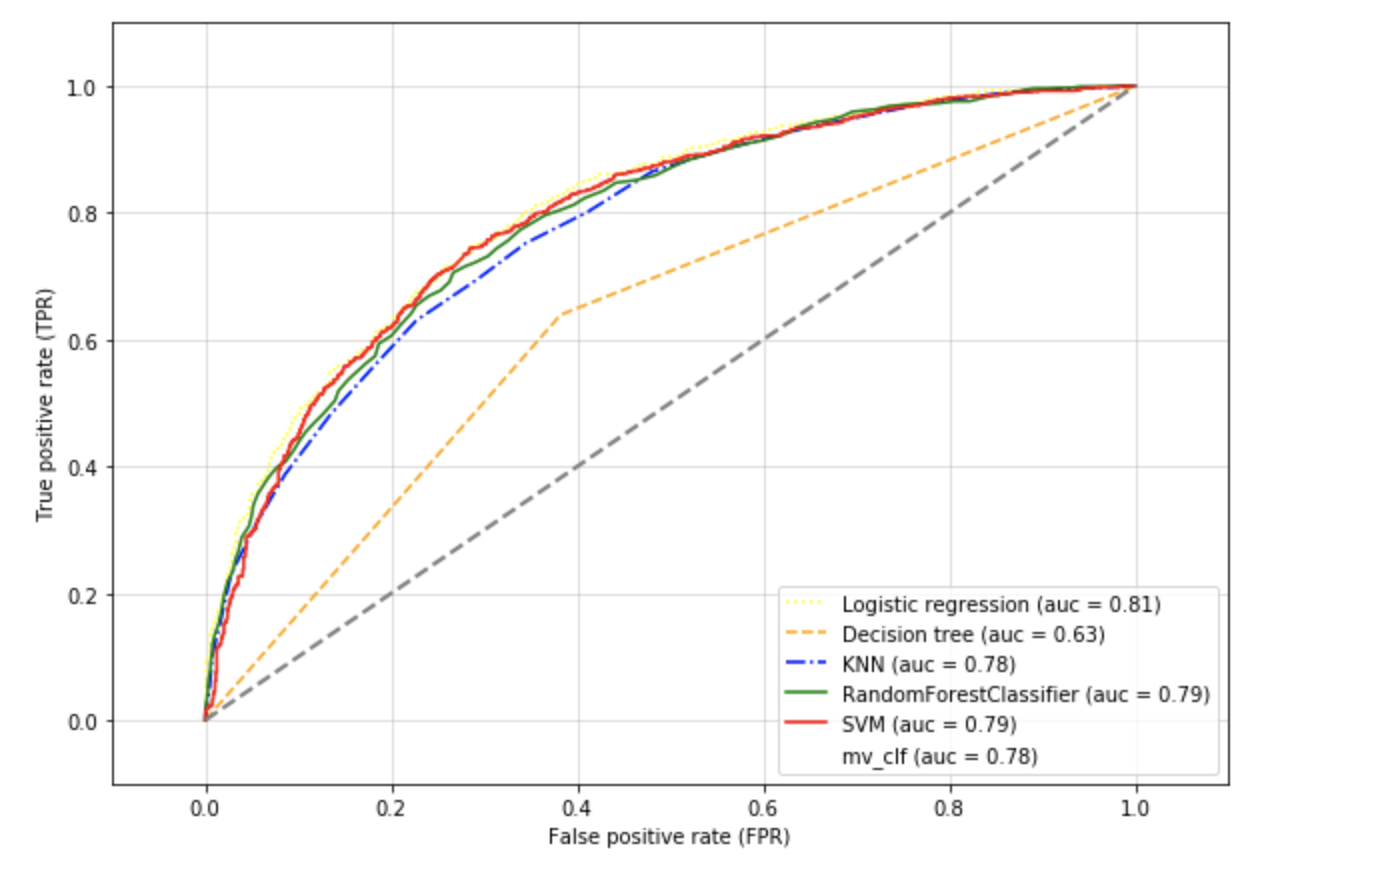 1.0
0.8
0.6
0.4
0.2
0.0
True positive rate (TPR)
Logistic regression (auc = 0.81)
Decision tree (auc = 0.63)
KNN (auc = 0.78)
RandomForestClassifier (auc = 0.79)
SVM (auc = 0.79)
mv_clf (auc = 0.78)
0.0 0.2 0.4 0.6 0.8 1.0
False positive rate (FPR)